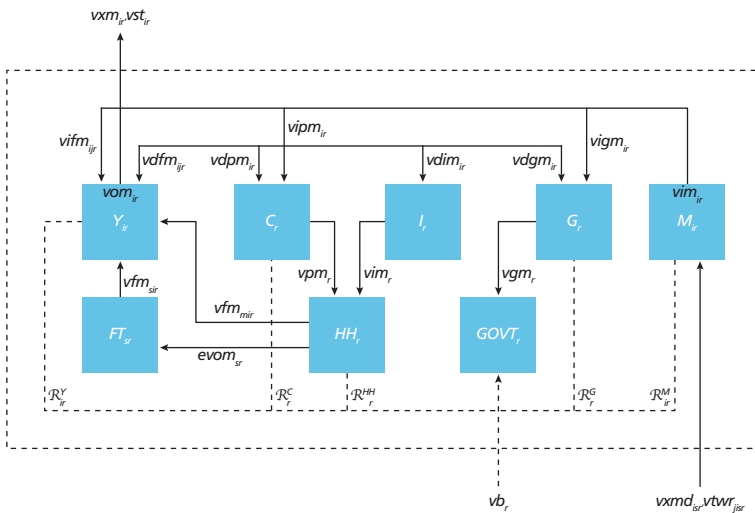 vxm_ir,vst_ir
vifm_ijr vipm_ir vigm_ir
vdfm_ijr vdpm_ir vdim_ir vdgm_ir
vom_ir vim_ir
Y_ir C_r I_r G_r M_ir
vpm_r vim_r vgm_r
vfm_sir vfm_mir
FT_sr HH_r GOVT_r
evom_sr
ℛ^Y_ir ℛ^C_r ℛ^HH_r ℛ^G_r ℛ^M_ir
vb_r vxmd_isr,vtwr_jisr